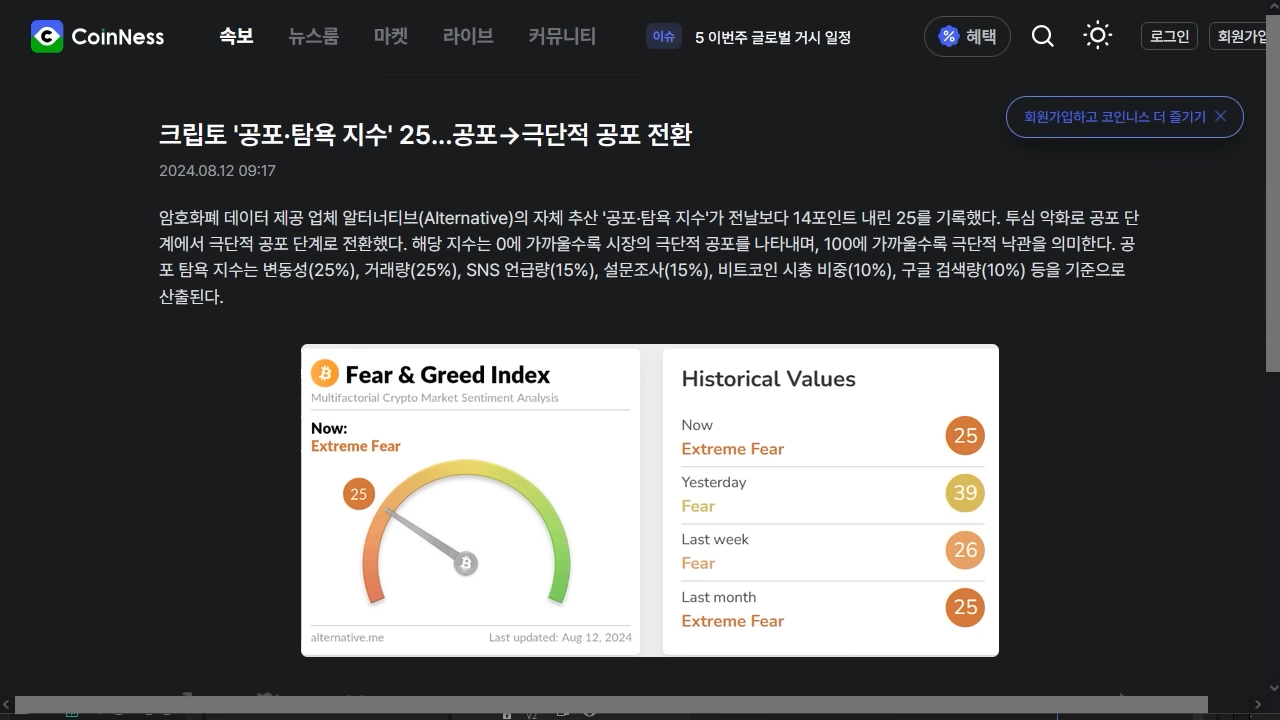 CoinNess 속보 뉴스룸 마켓 라이브 커뮤니티 이슈 5 이번주 글로벌 거시 일정 혜택 로그인 회원가입
회원가입하고 코인니스 더 즐기기
크립토 '공포·탐욕 지수' 25...공포→극단적 공포 전환
2024.08.12 09:17
암호화폐 데이터 제공 업체 알터너티브(Alternative)의 자체 추산 '공포·탐욕 지수'가 전날보다 14포인트 내린 25를 기록했다. 투심 악화로 공포 단
계에서 극단적 공포 단계로 전환했다. 해당 지수는 0에 가까울수록 시장의 극단적 공포를 나타내며, 100에 가까울수록 극단적 낙관을 의미한다. 공
포 탐욕 지수는 변동성(25%), 거래량(25%), SNS 언급량(15%), 설문조사(15%), 비트코인 시총 비중(10%), 구글 검색량(10%) 등을 기준으로
산출된다.
Fear & Greed Index
Multifactorial Crypto Market Sentiment Analysis
Now:
Extreme Fear
25
alternative.me Last updated: Aug 12, 2024
Historical Values
Now
Extreme Fear 25
Yesterday
Fear 39
Last week
Fear 26
Last month
Extreme Fear 25